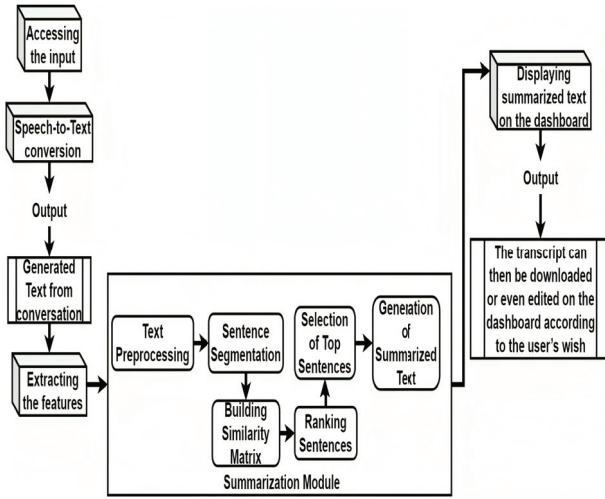 Accessing
the input
Speech-to-Text
conversion
Output
Generated
Text from
conversation
Extracting
the features
Text
Preprocessing
Sentence
Segmentation
Building
Similarity
Matrix
Ranking
Sentences
Selection
of Top
Sentences
Generation
of
Summarized
Text
Summarization Module
Displaying
summarized text
on the dashboard
Output
The transcript can
then be downloaded
or even edited on the
dashboard according
to the user's wish